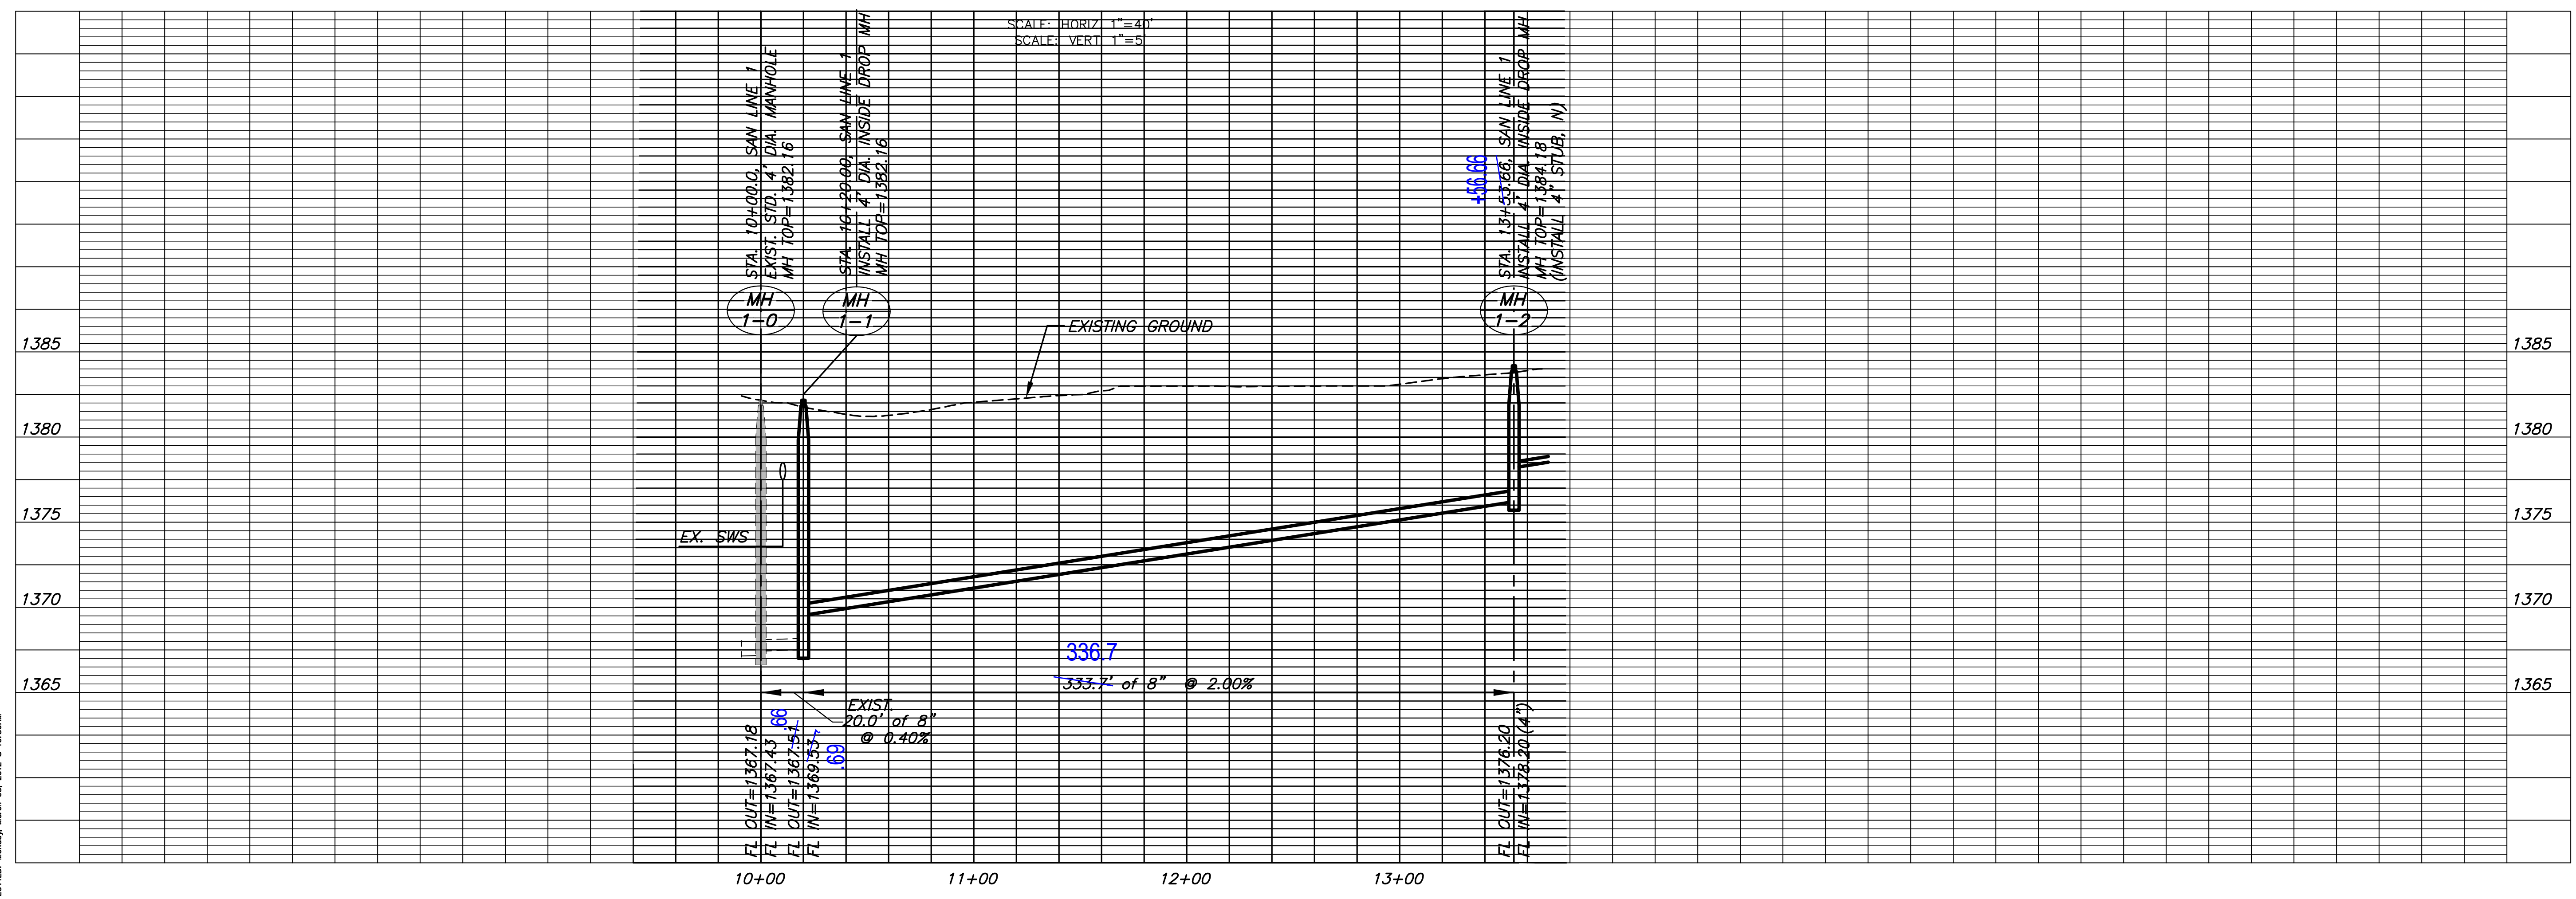 SCALE: HORIZ 1"=40'
SCALE: VERT 1"=5'
STA. 10+00.0, SAN LINE 1
EXIST. STD. 4' DIA. MANHOLE
MH TOP=1382.16
STA. 10+20.00, SAN LINE 1
INSTALL 4' DIA. INSIDE DROP MH
MH TOP=1382.16
+56.66
STA. 13+53.66, SAN LINE 1
INSTALL 4' DIA. INSIDE DROP MH
MH TOP=1384.18
(INSTALL 4" STUB, N)
MH
1-0
MH
1-1
MH
1-2
EXISTING GROUND
1385
1385
1380
1380
1375
1375
EX. SWS
1370
1370
336.7
1365
333.7' of 8" @ 2.00%
1365
EXIST.
20.0' of 8"
@ 0.40%
FL OUT=1367.18
FL IN=1367.43
.66
FL OUT=1367.51
FL IN=1369.53
.69
FL OUT=1376.20
FL IN=1378.20 (4")
10+00
11+00
12+00
13+00